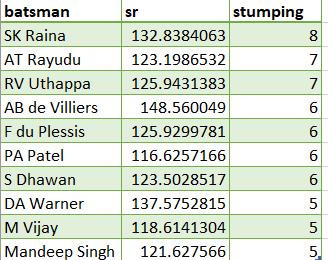 batsman sr stumping
SK Raina 132.8384063 8
AT Rayudu 123.1986532 7
RV Uthappa 125.9431383 7
AB de Villiers 148.560049 6
F du Plessis 125.9299781 6
PA Patel 116.6257166 6
S Dhawan 123.5028517 6
DA Warner 137.5752815 5
M Vijay 118.6141304 5
Mandeep Singh 121.627566 5